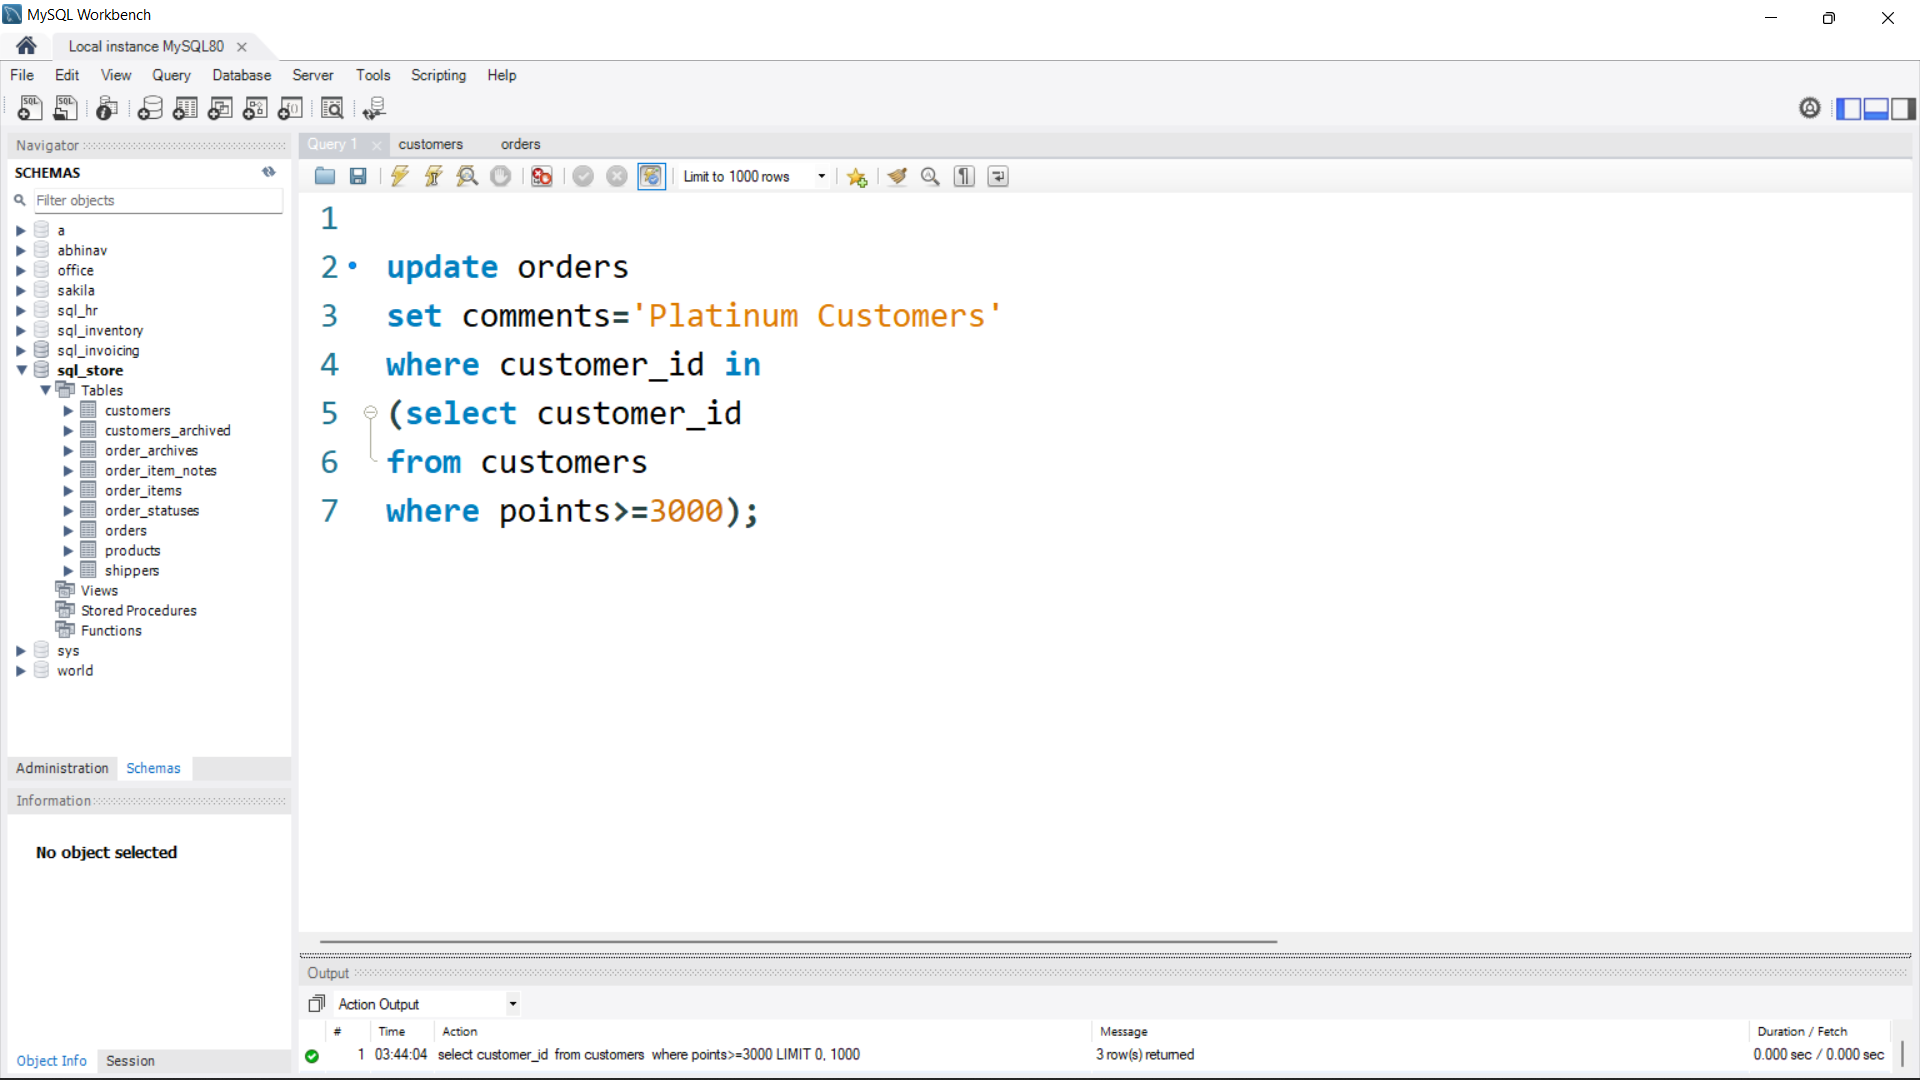 MySQL Workbench
Local instance MySQL80
File Edit View Query Database Server Tools Scripting Help
Navigator
SCHEMAS
Filter objects
a
abhinav
office
sakila
sql_hr
sql_inventory
sql_invoicing
sql_store
Tables
customers
customers_archived
order_archives
order_item_notes
order_items
order_statuses
orders
products
shippers
Views
Stored Procedures
Functions
sys
world
Administration Schemas
Information
No object selected
Object Info Session
Query 1 customers orders
Limit to 1000 rows
1
2 update orders
3 set comments='Platinum Customers'
4 where customer_id in
5 (select customer_id
6 from customers
7 where points>=3000);
Output
Action Output
# Time Action Message Duration / Fetch
1 03:44:04 select customer_id from customers where points>=3000 LIMIT 0, 1000 3 row(s) returned 0.000 sec / 0.000 sec